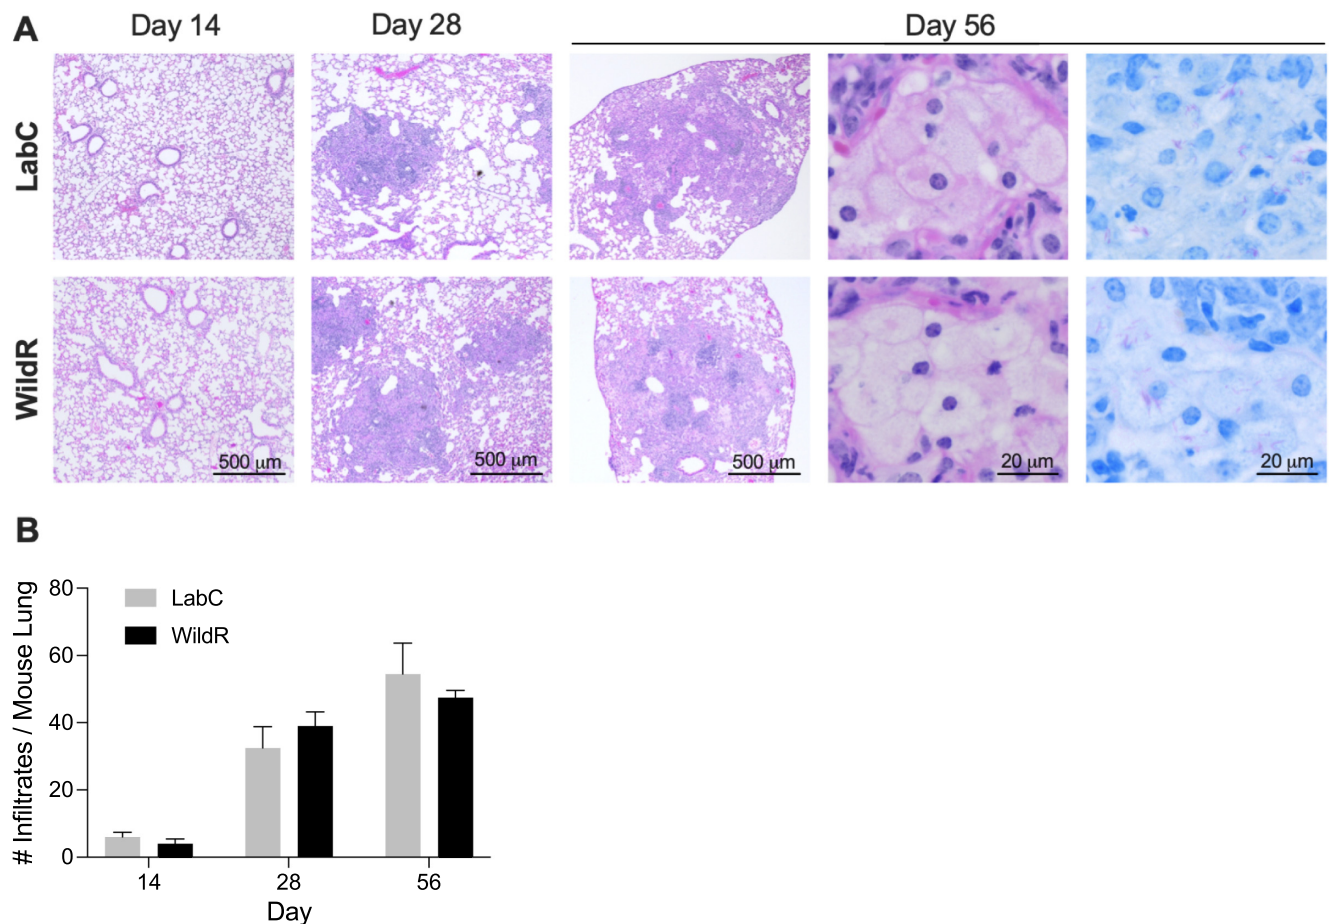 A
Day 14
Day 28
Day 56
LabC
WildR
500 μm
500 μm
500 μm
20 μm
20 μm
B
# Infiltrates / Mouse Lung
80
60
40
20
0
LabC
WildR
14
28
56
Day